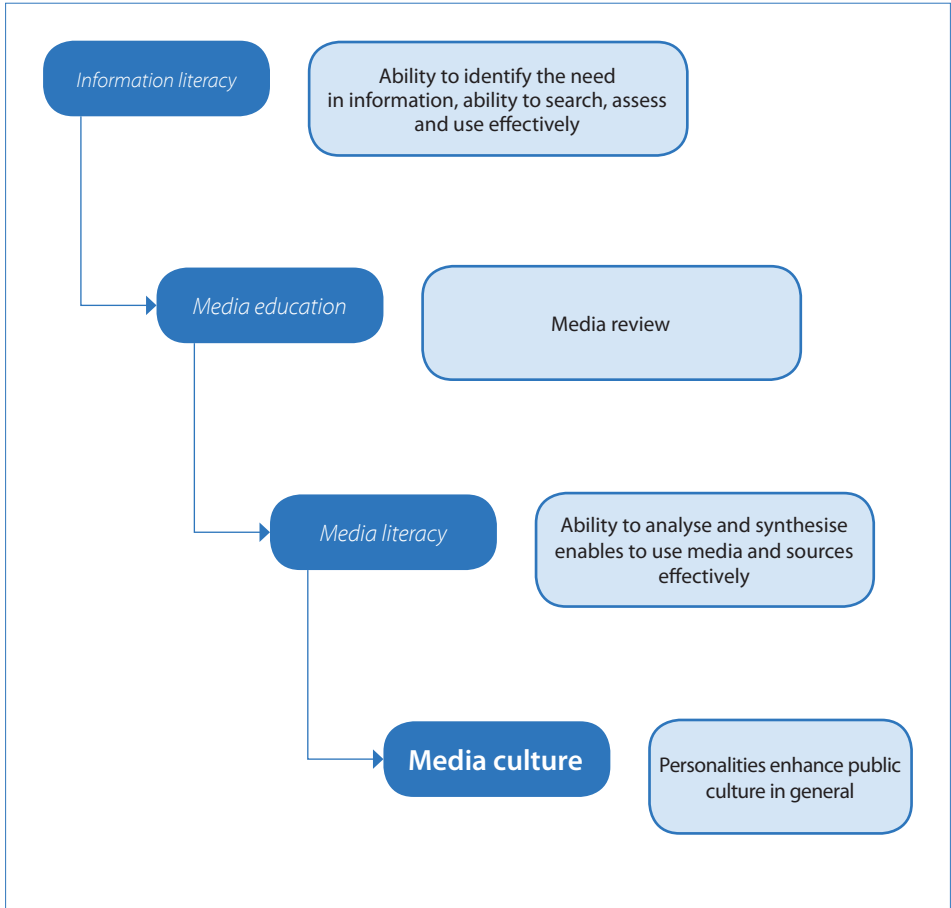 Information literacy
Ability to identify the need
in information, ability to search, assess
and use effectively
Media education
Media review
Media literacy
Ability to analyse and synthesise
enables to use media and sources
effectively
Media culture
Personalities enhance public
culture in general